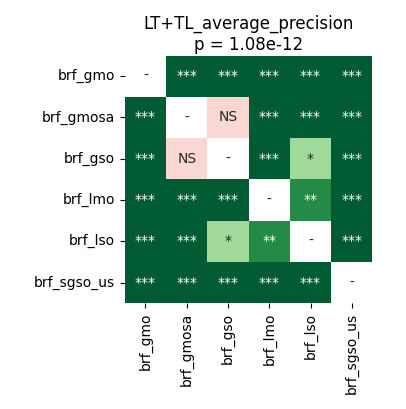 LT+TL_average_precision
p = 1.08e-12
brf_gmo - *** *** *** *** ***
brf_gmosa *** - NS *** *** ***
brf_gso *** NS - *** * ***
brf_lmo *** *** *** - ** ***
brf_lso *** *** * ** - ***
brf_sgso_us *** *** *** *** *** -
brf_gmo brf_gmosa brf_gso brf_lmo brf_lso brf_sgso_us